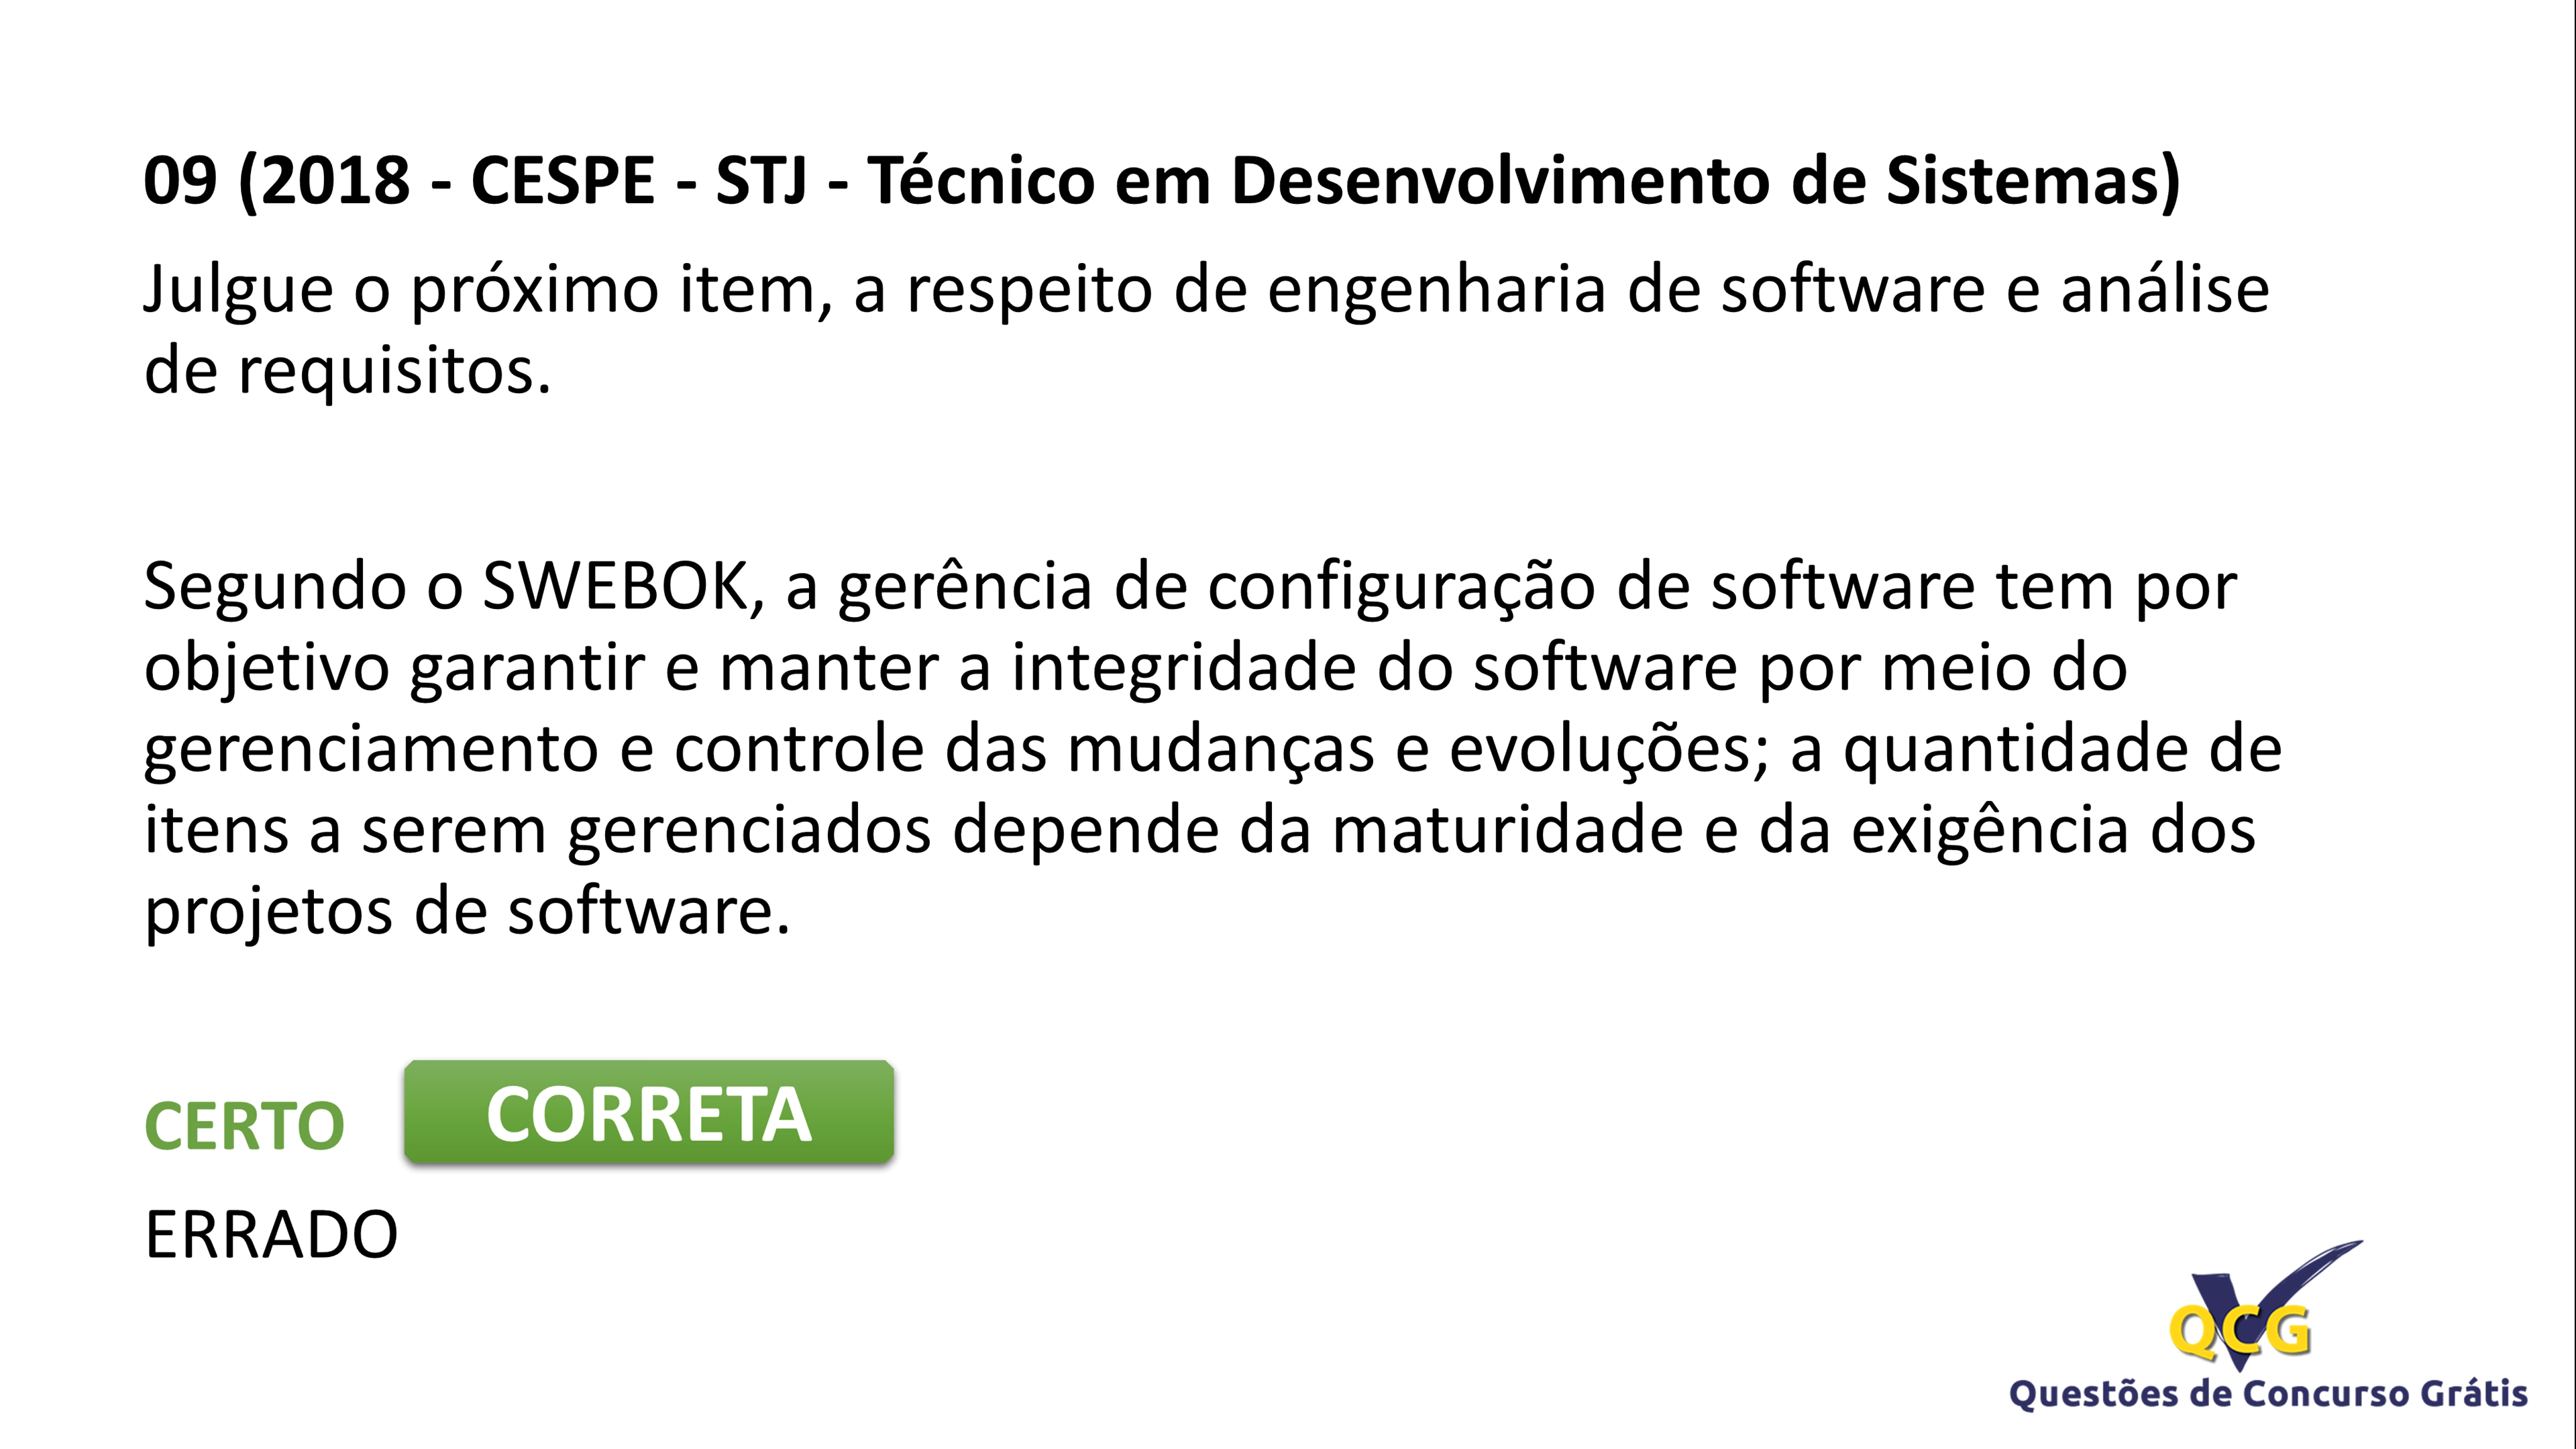 09 (2018 - CESPE - STJ - Técnico em Desenvolvimento de Sistemas)
Julgue o próximo item, a respeito de engenharia de software e análise
de requisitos.
Segundo o SWEBOK, a gerência de configuração de software tem por
objetivo garantir e manter a integridade do software por meio do
gerenciamento e controle das mudanças e evoluções; a quantidade de
itens a serem gerenciados depende da maturidade e da exigência dos
projetos de software.
CERTO CORRETA
ERRADO
QCG
Questões de Concurso Grátis